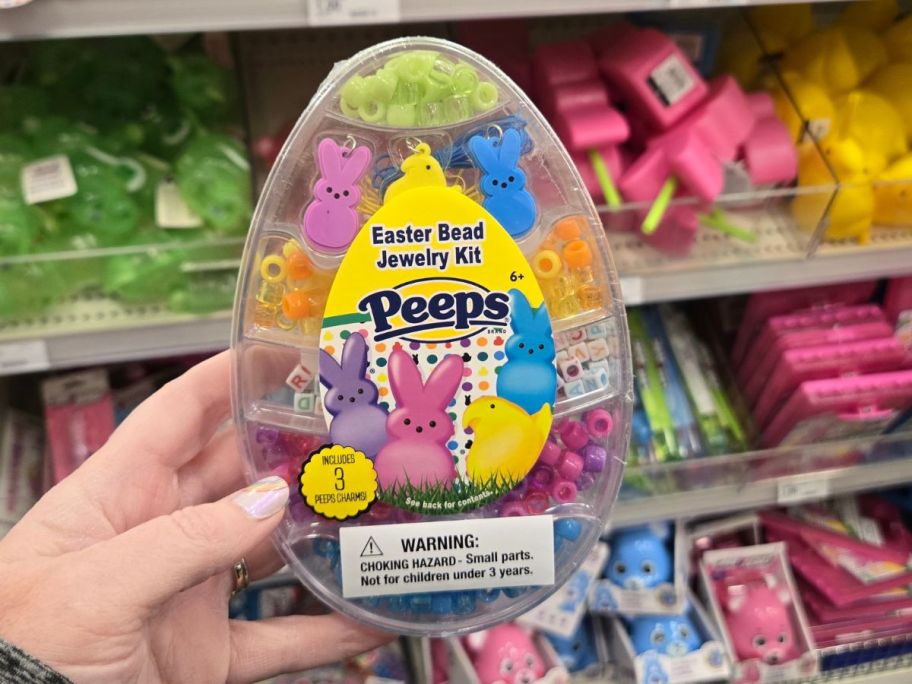 Easter Bead
Jewelry Kit
6+
Peeps
BRAND
INCLUDES
3
PEEPS CHARMS!
See back for contents.
WARNING:
CHOKING HAZARD - Small parts.
Not for children under 3 years.